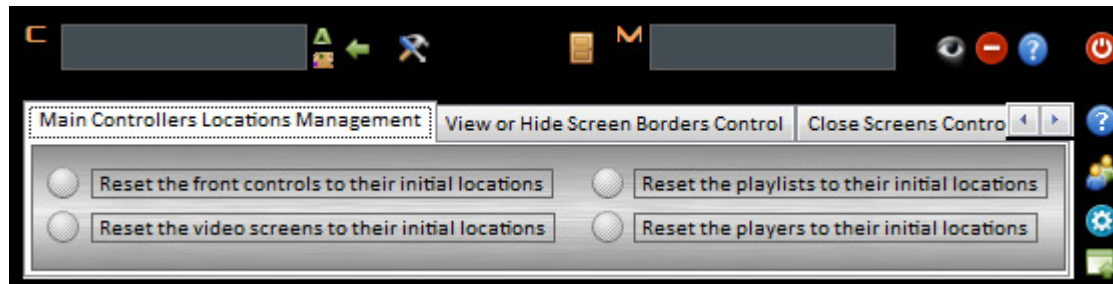 C
A
M
Main Controllers Locations Management View or Hide Screen Borders Control Close Screens Contro
Reset the front controls to their initial locations Reset the playlists to their initial locations
Reset the video screens to their initial locations Reset the players to their initial locations